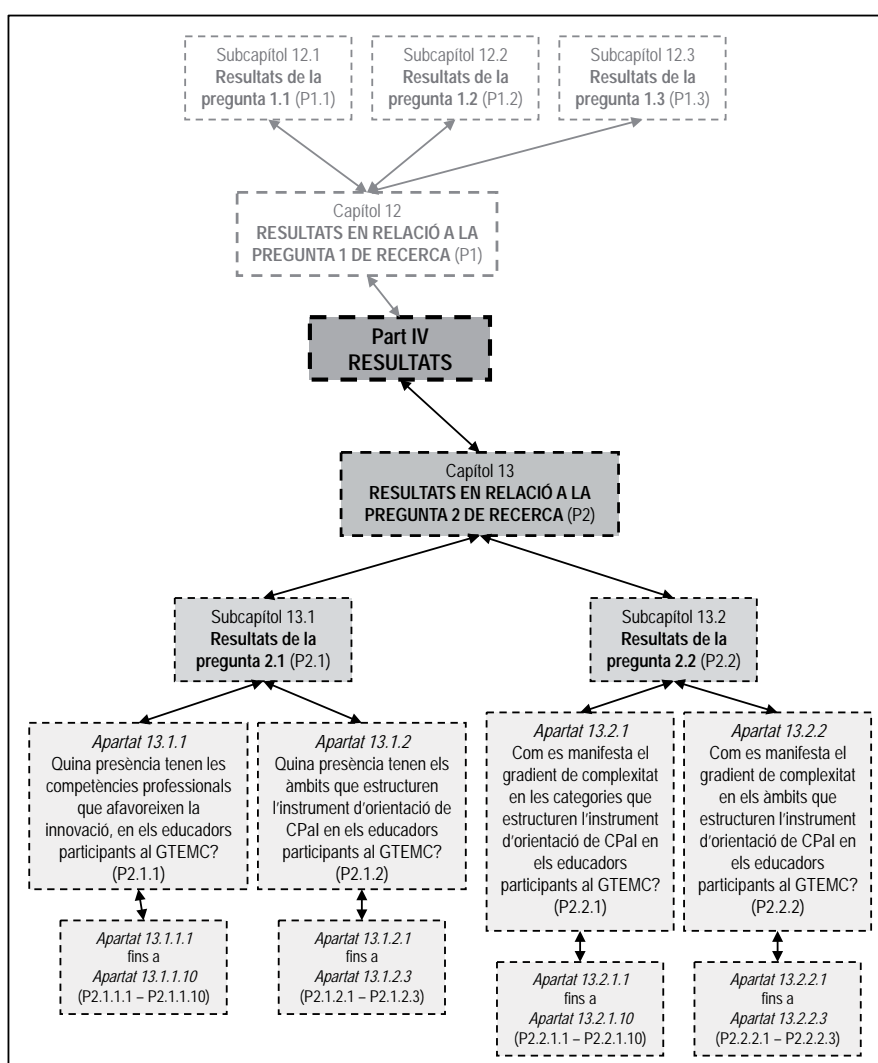 Subcapítol 12.1
Resultats de la
pregunta 1.1 (P1.1)
Subcapítol 12.2
Resultats de la
pregunta 1.2 (P1.2)
Subcapítol 12.3
Resultats de la
pregunta 1.3 (P1.3)
Capítol 12
RESULTATS EN RELACIÓ A LA
PREGUNTA 1 DE RECERCA (P1)
Part IV
RESULTATS
Capítol 13
RESULTATS EN RELACIÓ A LA
PREGUNTA 2 DE RECERCA (P2)
Subcapítol 13.1
Resultats de la
pregunta 2.1 (P2.1)
Subcapítol 13.2
Resultats de la
pregunta 2.2 (P2.2)
Apartat 13.1.1
Quina presència tenen les
competències professionals
que afavoreixen la
innovació, en els educadors
participants al GTEMC?
(P2.1.1)
Apartat 13.1.2
Quina presència tenen els
àmbits que estructuren
l'instrument d'orientació de
CPaI en els educadors
participants al GTEMC?
(P2.1.2)
Apartat 13.2.1
Com es manifesta el
gradient de complexitat
en les categories que
estructuren l'instrument
d'orientació de CPaI en
els educadors
participants al GTEMC?
(P2.2.1)
Apartat 13.2.2
Com es manifesta el
gradient de complexitat
en els àmbits que
estructuren l'instrument
d'orientació de CPaI en
els educadors
participants al GTEMC?
(P2.2.2)
Apartat 13.1.1.1
fins a
Apartat 13.1.1.10
(P2.1.1.1 – P2.1.1.10)
Apartat 13.1.2.1
fins a
Apartat 13.1.2.3
(P2.1.2.1 – P2.1.2.3)
Apartat 13.2.1.1
fins a
Apartat 13.2.1.10
(P2.2.1.1 – P2.2.1.10)
Apartat 13.2.2.1
fins a
Apartat 13.2.2.3
(P2.2.2.1 – P2.2.2.3)